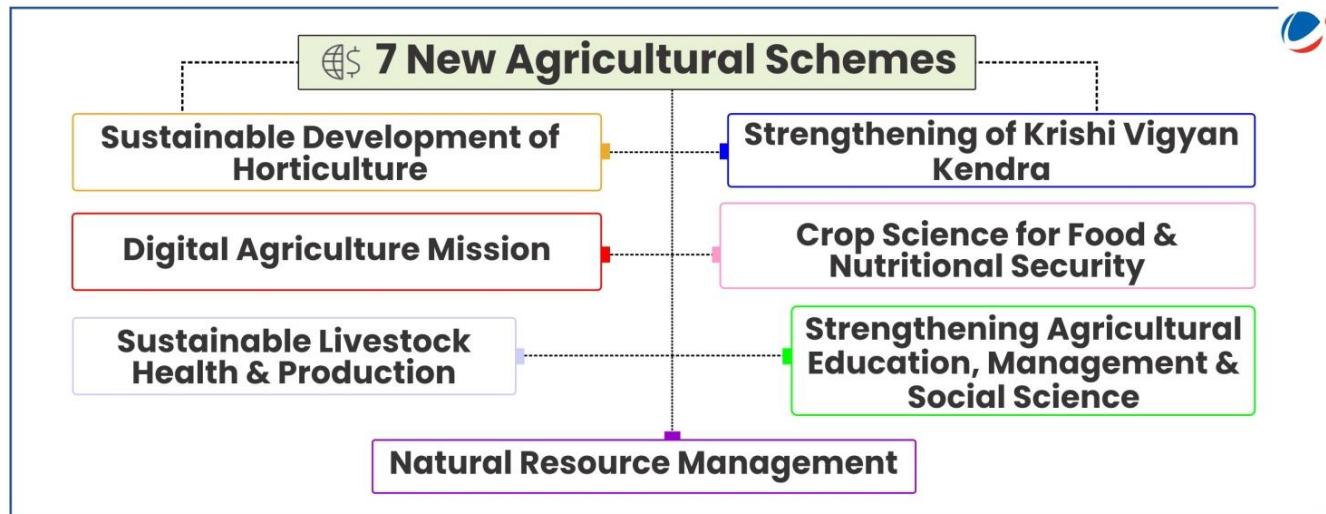 7 New Agricultural Schemes
Sustainable Development of
Horticulture
Strengthening of Krishi Vigyan
Kendra
Digital Agriculture Mission
Crop Science for Food &
Nutritional Security
Sustainable Livestock
Health & Production
Strengthening Agricultural
Education, Management &
Social Science
Natural Resource Management